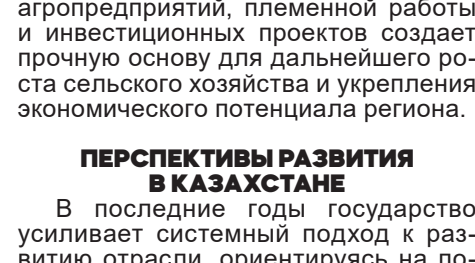 агропредприятий, племенной работы
и инвестиционных проектов создает
прочную основу для дальнейшего ро-
ста сельского хозяйства и укрепления
экономического потенциала региона.
ПЕРСПЕКТИВЫ РАЗВИТИЯ
В КАЗАХСТАНЕ
В последние годы государство
усиливает системный подход к раз-
витию отрасли, ориентируясь на по-